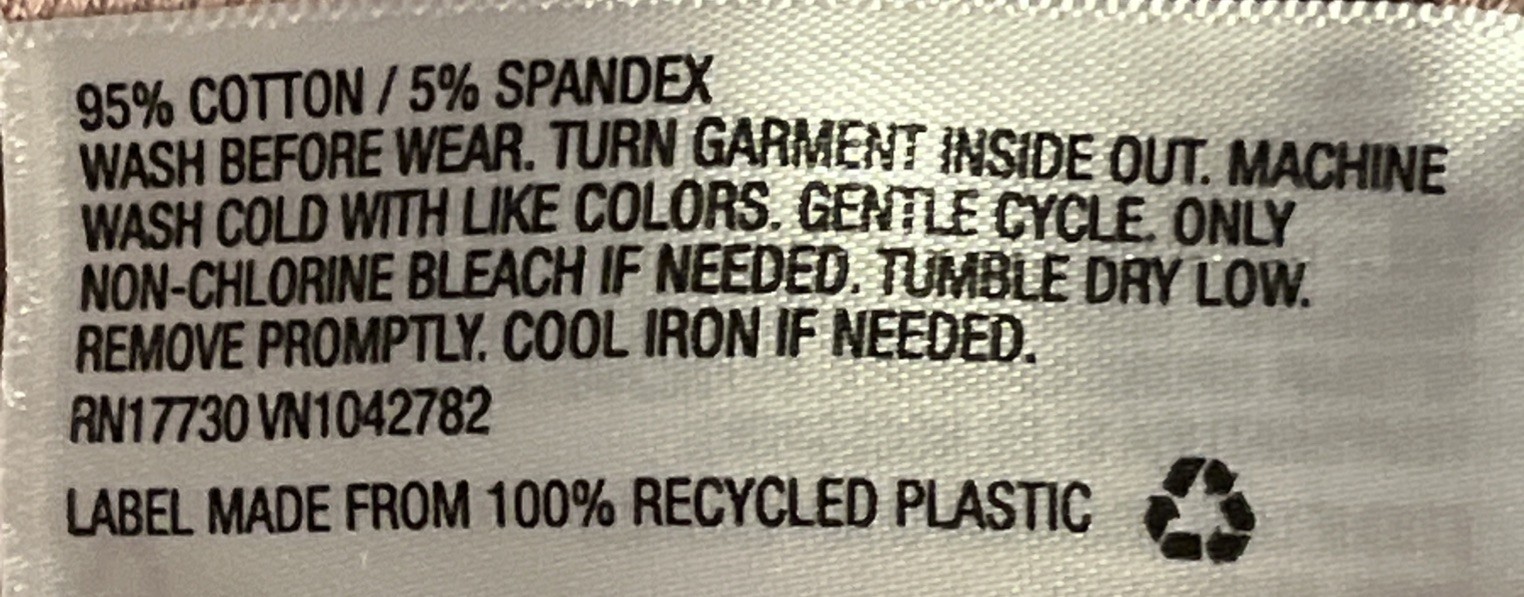 95% COTTON / 5% SPANDEX
WASH BEFORE WEAR. TURN GARMENT INSIDE OUT. MACHINE
WASH COLD WITH LIKE COLORS. GENTLE CYCLE. ONLY
NON-CHLORINE BLEACH IF NEEDED. TUMBLE DRY LOW.
REMOVE PROMPTLY. COOL IRON IF NEEDED.
RN17730 VN1042782
LABEL MADE FROM 100% RECYCLED PLASTIC